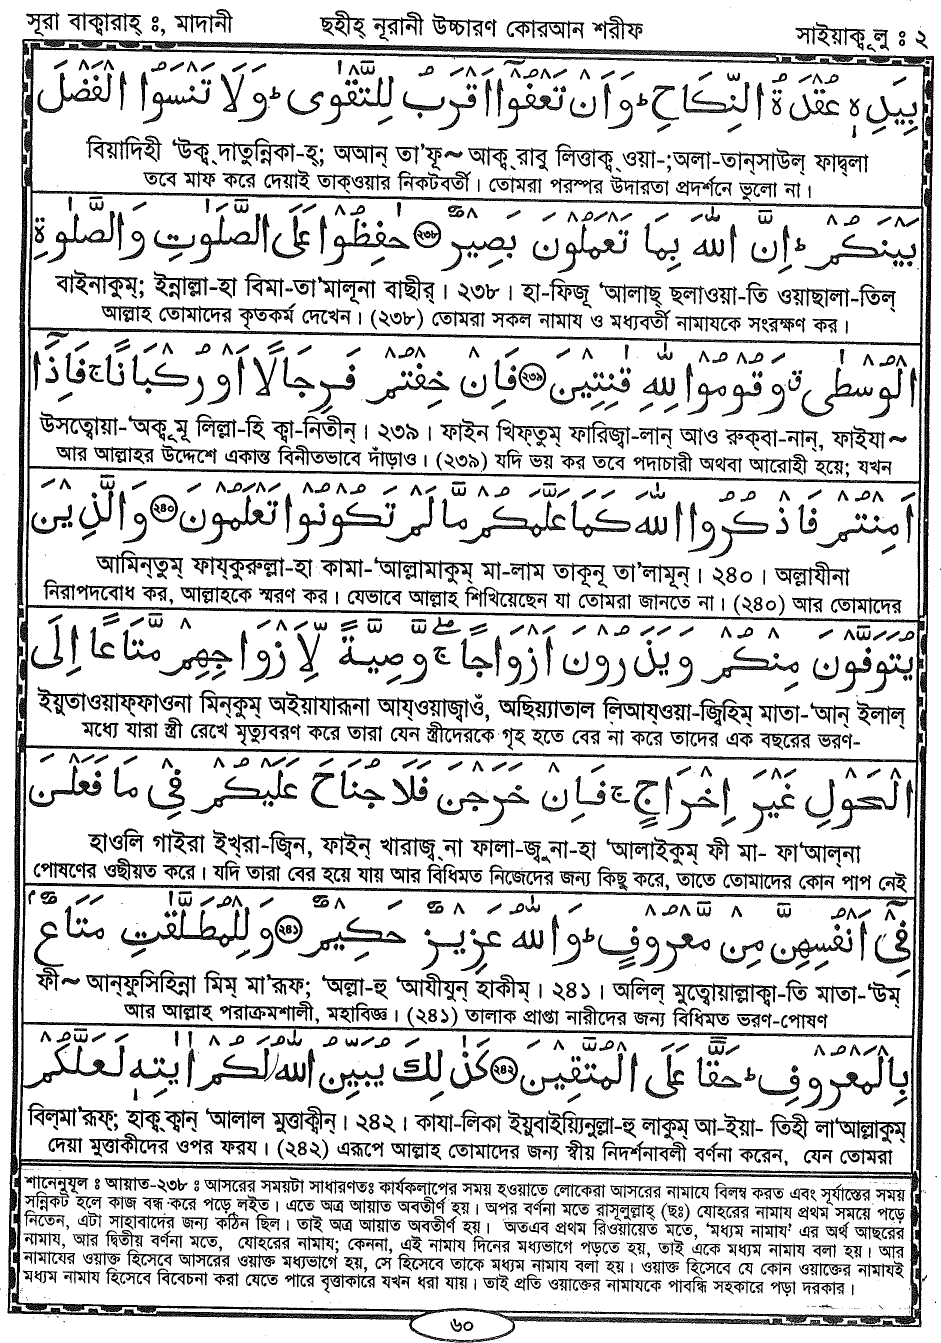 সূরা বাক্বারাহ্ ঃ, মাদানী ছহীহ্ নূরানী উচ্চারণ কোরআন শরীফ সাইয়াক্বূলু ঃ ২
بِيَدِهٖ عُقْدَةُ النِّكَاحِ ؕ وَاَنْ تَعْفُوْۤا اَقْرَبُ لِلتَّقْوٰى ؕ وَلَا تَنْسَوُا الْفَضْلَ
বিয়াদিহী ‘উক্বদাতুন্নিকা-হ্; অআন্ তা’ফূ~ আক্ব্ রাবু লিত্তাক্ব্ ওয়া-;অলা-তান্‌সাউল্ ফাদ্ব্‌লা
তবে মাফ করে দেয়াই তাক্ওয়ার নিকটবর্তী। তোমরা পরস্পর উদারতা প্রদর্শনে ভুলো না।
بَيْنَكُمْ ؕ اِنَّ اللّٰهَ بِمَا تَعْمَلُوْنَ بَصِيْرٌ ﴿২৩৮﴾ حٰفِظُوْا عَلَى الصَّلَوٰتِ وَالصَّلٰوةِ
বাইনাকুম্; ইন্নাল্লা-হা বিমা-তা’মালূনা বাছীর্। ২৩৮। হা-ফিজূ ‘আলাছ্ ছলাওয়া-তি ওয়াছালা-তিল্
আল্লাহ তোমাদের কৃতকর্ম দেখেন। (২৩৮) তোমরা সকল নামায ও মধ্যবর্তী নামাযকে সংরক্ষণ কর।
الْوُسْطٰى ق وَقُوْمُوْا لِلّٰهِ قٰنِتِيْنَ ﴿২৩৯﴾ فَاِنْ خِفْتُمْ فَرِجَالًا اَوْ رُكْبَانًا ج فَاِذَاۤ
উসত্বোয়া-‘অক্বূমূ লিল্লা-হি ক্বা-নিতীন্। ২৩৯। ফাইন খিফ্‌তুম্ ফারিজ্বা-লান্ আও রুক্‌বা-নান্, ফাইযা~
আর আল্লাহর উদ্দেশে একান্ত বিনীতভাবে দাঁড়াও। (২৩৯) যদি ভয় কর তবে পদাচারী অথবা আরোহী হয়ে; যখন
اَمِنْتُمْ فَاذْكُرُوا اللّٰهَ كَمَا عَلَّمَكُمْ مَّا لَمْ تَكُوْنُوْا تَعْلَمُوْنَ ﴿২৪০﴾ وَالَّذِيْنَ
আমিন্‌তুম্ ফায্‌কুরুল্লা-হা কামা-‘আল্লামাকুম্ মা-লাম তাকূনূ তা’লামূন্। ২৪০। অল্লাযীনা
নিরাপদবোধ কর, আল্লাহকে স্মরণ কর। যেভাবে আল্লাহ শিখিয়েছেন যা তোমরা জানতে না। (২৪০) আর তোমাদের
يُتَوَفَّوْنَ مِنْكُمْ وَيَذَرُوْنَ اَزْوَاجًا ج وَّصِيَّةً لِّاَزْوَاجِهِمْ مَّتَاعًا اِلَى
ইয়ুতাওয়াফ্‌ফাওনা মিন্‌কুম্ অইয়াযারূনা আয্‌ওয়াজ্বাওঁ, অছিয়্যাতাল লিআয্‌ওয়া-জ্বিহিম্ মাতা-‘আন্ ইলাল্
মধ্যে যারা স্ত্রী রেখে মৃত্যুবরণ করে তারা যেন স্ত্রীদেরকে গৃহ হতে বের না করে তাদের এক বছরের ভরণ-
الْحَوْلِ غَيْرَ اِخْرَاجٍ ج فَاِنْ خَرَجْنَ فَلَا جُنَاحَ عَلَيْكُمْ فِيْ مَا فَعَلْنَ
হাওলি গাইরা ইখ্‌রা-জ্বিন, ফাইন্ খারাজ্ব্‌না ফালা-জুনা-হা ‘আলাইকুম্ ফী মা- ফা‘আল্‌না
পোষণের ওছীয়ত করে। যদি তারা বের হয়ে যায় আর বিধিমত নিজেদের জন্য কিছু করে, তাতে তোমাদের কোন পাপ নেই
فِيْۤ اَنْفُسِهِنَّ مِنْ مَّعْرُوْفٍ ؕ وَاللّٰهُ عَزِيْزٌ حَكِيْمٌ ﴿২৪১﴾ وَلِلْمُطَلَّقٰتِ مَتَاعٌۢ
ফী~ আন্‌ফুসিহিন্না মিম্ মা’রূফ; ‘অল্লা-হু ‘আযীযুন্ হাকীম্। ২৪১। অলিল্ মুত্বোয়াল্লাক্বা-তি মাতা-‘উম্
আর আল্লাহ পরাক্রমশালী, মহাবিজ্ঞ। (২৪১) তালাক প্রাপ্তা নারীদের জন্য বিধিমত ভরণ-পোষণ
بِالْمَعْرُوْفِ ؕ حَقًّا عَلَى الْمُتَّقِيْنَ ﴿২৪২﴾ كَذٰلِكَ يُبَيِّنُ اللّٰهُ لَكُمْ اٰيٰتِهٖ لَعَلَّكُمْ
বিল্‌মা’রূফ্; হাক্ব্‌ক্বান্ ‘আলাল মুত্তাক্বীন্। ২৪২। কাযা-লিকা ইয়ুবাইয়্যিনুল্লা-হু লাকুম্ আ-ইয়া- তিহী লা‘আল্লাকুম্
দেয়া মুত্তাকীদের ওপর ফরয। (২৪২) এরূপে আল্লাহ তোমাদের জন্য স্বীয় নিদর্শনাবলী বর্ণনা করেন, যেন তোমরা
শানেনুযূল ঃ আয়াত-২৩৮ ঃ আসরের সময়টা সাধারণতঃ কার্যকলাপের সময় হওয়াতে লোকেরা আসরের নামাযে বিলম্ব করত এবং সূর্যাস্তের সময়
সন্নিকট হলে কাজ বন্ধ করে পড়ে লইত। এতে অত্র আয়াত অবতীর্ণ হয়। অপর বর্ণনা মতে রাসূলুল্লাহ্ (ছঃ) যোহরের নামায প্রথম সময়ে পড়ে
নিতেন, এটা সাহাবাদের জন্য কঠিন ছিল। তাই অত্র আয়াত অবতীর্ণ হয়। অতএব প্রথম রিওয়ায়েত মতে, ‘মধ্যম নামায’ এর অর্থ আছরের
নামায, আর দ্বিতীয় বর্ণনা মতে, যোহরের নামায; কেননা, এই নামায দিনের মধ্যভাগে পড়তে হয়, তাই একে মধ্যম নামায বলা হয়। আর
নামাযের ওয়াক্ত হিসেবে আসরের ওয়াক্ত মধ্যভাগে হয়, সে হিসেবে তাকে মধ্যম নামায বলা হয়। ওয়াক্ত হিসেবে যে কোন ওয়াক্তের নামাযই
মধ্যম নামায হিসেবে বিবেচনা করা যেতে পারে বৃত্তাকারে যখন ধরা যায়। তাই প্রতি ওয়াক্তের নামাযকে পাবন্ধি সহকারে পড়া দরকার।
৬০